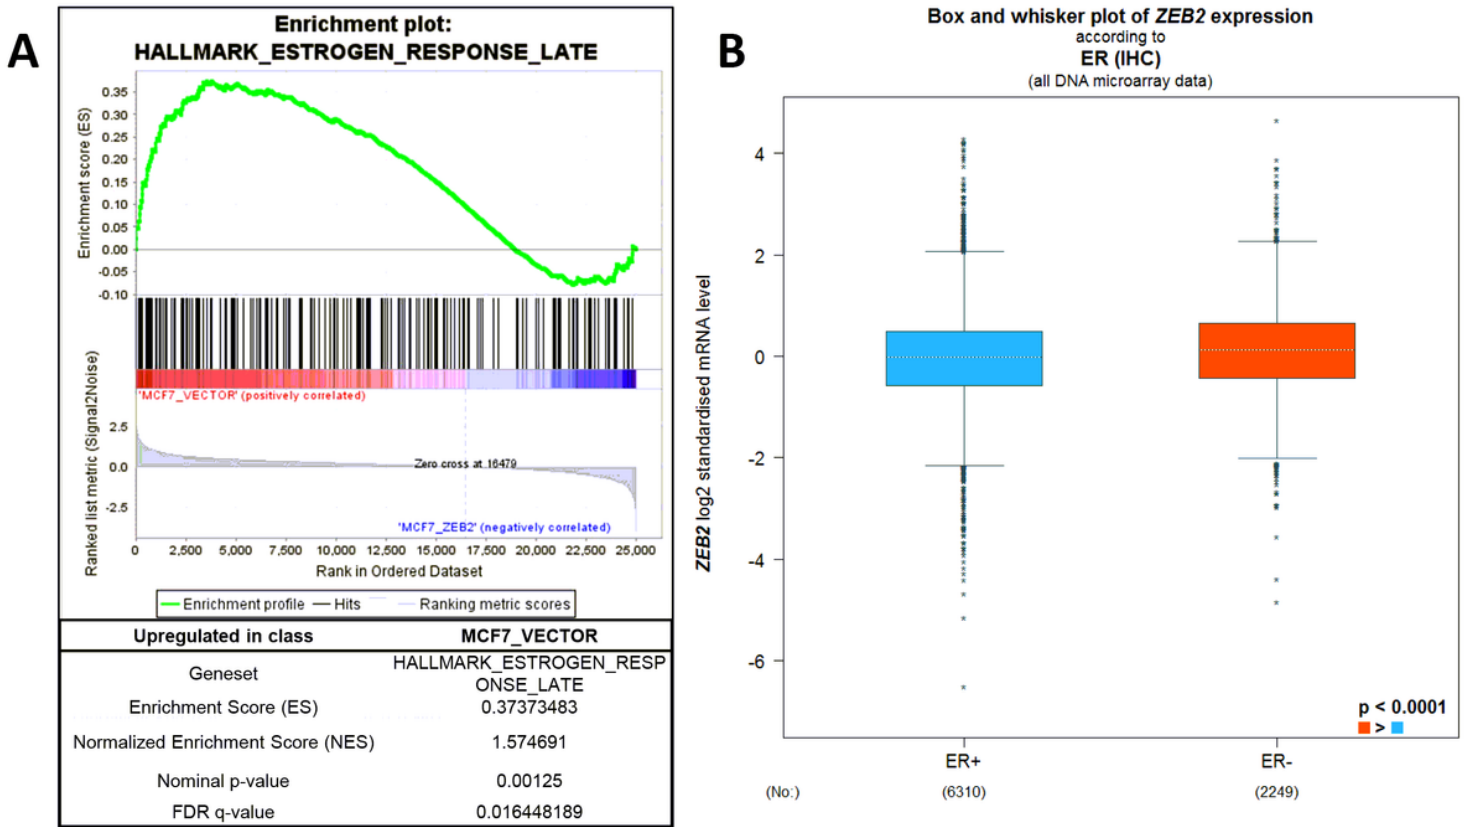 A
Enrichment plot:
HALLMARK_ESTROGEN_RESPONSE_LATE
Enrichment score (ES)
0.35
0.30
0.25
0.20
0.15
0.10
0.05
0.00
-0.05
-0.10
'MCF7_VECTOR' (positively correlated)
Ranked list metric (Signal2Noise)
2.5
0.0
-2.5
Zero cross at 16479
'MCF7_ZEB2' (negatively correlated)
0 2,500 5,000 7,500 10,000 12,500 15,000 17,500 20,000 22,500 25,000
Rank in Ordered Dataset
Enrichment profile Hits Ranking metric scores
Upregulated in class MCF7_VECTOR
Geneset HALLMARK_ESTROGEN_RESP
ONSE_LATE
Enrichment Score (ES) 0.37373483
Normalized Enrichment Score (NES) 1.574691
Nominal p-value 0.00125
FDR q-value 0.016448189
B
Box and whisker plot of ZEB2 expression
according to
ER (IHC)
(all DNA microarray data)
ZEB2 log2 standardised mRNA level
4
2
0
-2
-4
-6
p < 0.0001
>
ER+ ER-
(No:) (6310) (2249)